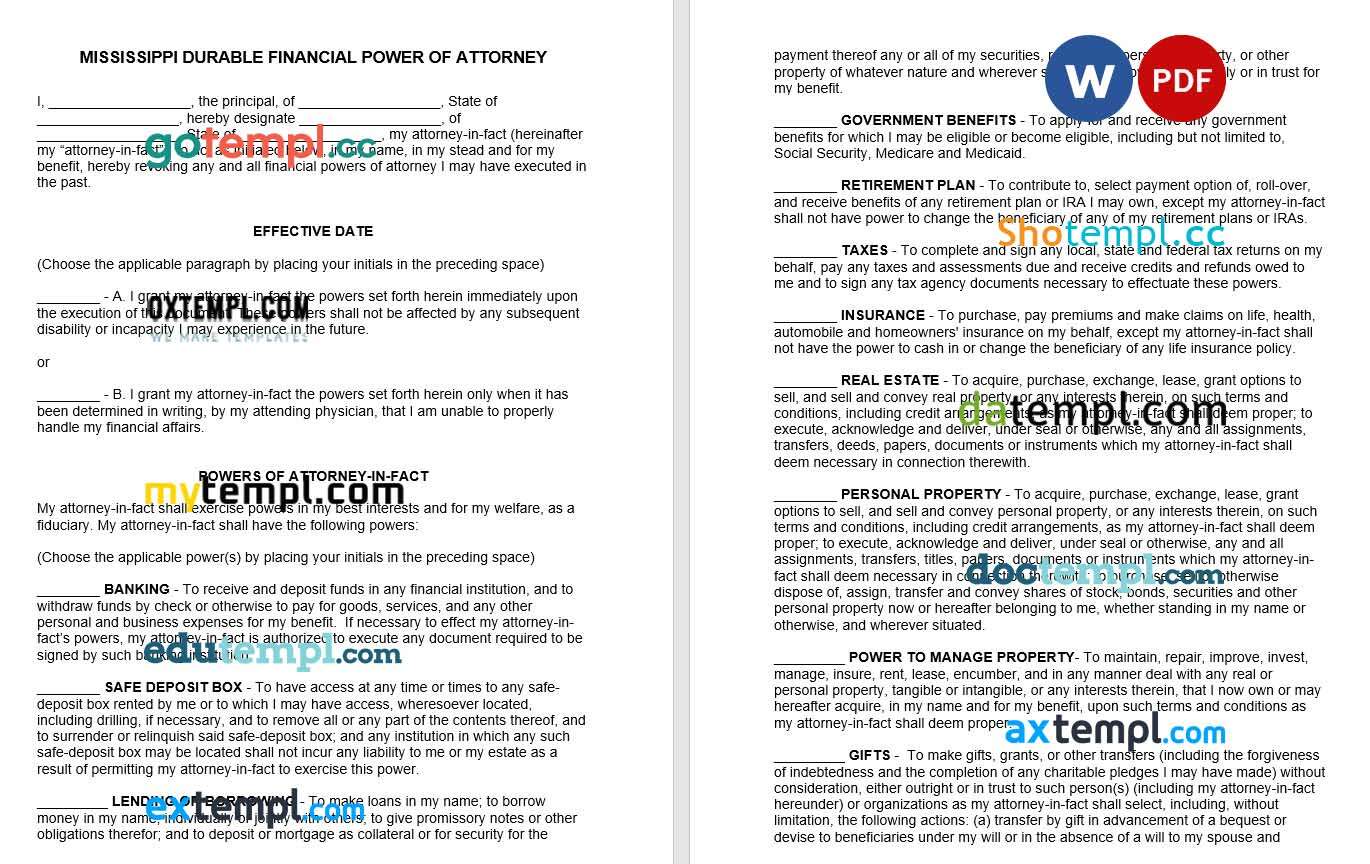 MISSISSIPPI DURABLE FINANCIAL POWER OF ATTORNEY
I, __________________, the principal, of __________________, State of
__________________, hereby designate __________________, of
__________________, State of __________________, my attorney-in-fact (hereinafter
my “attorney-in-fact”) to act as initialed below, in my name, in my stead and for my
benefit, hereby revoking any and all financial powers of attorney I may have executed in
the past.
gotempl.cc
EFFECTIVE DATE
(Choose the applicable paragraph by placing your initials in the preceding space)
________ - A. I grant my attorney-in-fact the powers set forth herein immediately upon
the execution of this document. These powers shall not be affected by any subsequent
disability or incapacity I may experience in the future.
OXTEMPL.COM
WE MAKE TEMPLATES
or
________ - B. I grant my attorney-in-fact the powers set forth herein only when it has
been determined in writing, by my attending physician, that I am unable to properly
handle my financial affairs.
POWERS OF ATTORNEY-IN-FACT
mytempl.com
My attorney-in-fact shall exercise powers in my best interests and for my welfare, as a
fiduciary. My attorney-in-fact shall have the following powers:
(Choose the applicable power(s) by placing your initials in the preceding space)
________ BANKING - To receive and deposit funds in any financial institution, and to
withdraw funds by check or otherwise to pay for goods, services, and any other
personal and business expenses for my benefit.  If necessary to effect my attorney-in-
fact’s powers, my attorney-in-fact is authorized to execute any document required to be
signed by such banking institution.
edutempl.com
________ SAFE DEPOSIT BOX - To have access at any time or times to any safe-
deposit box rented by me or to which I may have access, wheresoever located,
including drilling, if necessary, and to remove all or any part of the contents thereof, and
to surrender or relinquish said safe-deposit box; and any institution in which any such
safe-deposit box may be located shall not incur any liability to me or my estate as a
result of permitting my attorney-in-fact to exercise this power.
_________ LENDING OR BORROWING - To make loans in my name; to borrow
money in my name, individually or jointly with others; to give promissory notes or other
obligations therefor; and to deposit or mortgage as collateral or for security for the
extempl.com
payment thereof any or all of my securities, or other
property of whatever nature and wherever or in trust for
my benefit.
W
PDF
________ GOVERNMENT BENEFITS - To apply for and receive any government
benefits for which I may be eligible or become eligible, including but not limited to,
Social Security, Medicare and Medicaid.
________ RETIREMENT PLAN - To contribute to, select payment option of, roll-over,
and receive benefits of any retirement plan or IRA I may own, except my attorney-in-fact
shall not have power to change the beneficiary of any of my retirement plans or IRAs.
Shotempl.cc
________ TAXES - To complete and sign any local, state and federal tax returns on my
behalf, pay any taxes and assessments due and receive credits and refunds owed to
me and to sign any tax agency documents necessary to effectuate these powers.
________ INSURANCE - To purchase, pay premiums and make claims on life, health,
automobile and homeowners' insurance on my behalf, except my attorney-in-fact shall
not have the power to cash in or change the beneficiary of any life insurance policy.
________ REAL ESTATE - To acquire, purchase, exchange, lease, grant options to
sell, and sell and convey real property, or any interests therein, on such terms and
conditions, including credit arrangements, as my attorney-in-fact shall deem proper; to
execute, acknowledge and deliver, under seal or otherwise, any and all assignments,
transfers, deeds, papers, documents or instruments which my attorney-in-fact shall
deem necessary in connection therewith.
datempl.com
________ PERSONAL PROPERTY - To acquire, purchase, exchange, lease, grant
options to sell, and sell and convey personal property, or any interests therein, on such
terms and conditions, including credit arrangements, as my attorney-in-fact shall deem
proper; to execute, acknowledge and deliver, under seal or otherwise, any and all
assignments, transfers, titles, papers, documents or instruments which my attorney-in-
fact shall deem necessary in connection therewith; to purchase, sell or otherwise
dispose of, assign, transfer and convey shares of stock, bonds, securities and other
personal property now or hereafter belonging to me, whether standing in my name or
otherwise, and wherever situated.
doctempl.com
_________ POWER TO MANAGE PROPERTY- To maintain, repair, improve, invest,
manage, insure, rent, lease, encumber, and in any manner deal with any real or
personal property, tangible or intangible, or any interests therein, that I now own or may
hereafter acquire, in my name and for my benefit, upon such terms and conditions as
my attorney-in-fact shall deem proper.
axtempl.com
_________ GIFTS -  To make gifts, grants, or other transfers (including the forgiveness
of indebtedness and the completion of any charitable pledges I may have made) without
consideration, either outright or in trust to such person(s) (including my attorney-in-fact
hereunder) or organizations as my attorney-in-fact shall select, including, without
limitation, the following actions: (a) transfer by gift in advancement of a bequest or
devise to beneficiaries under my will or in the absence of a will to my spouse and